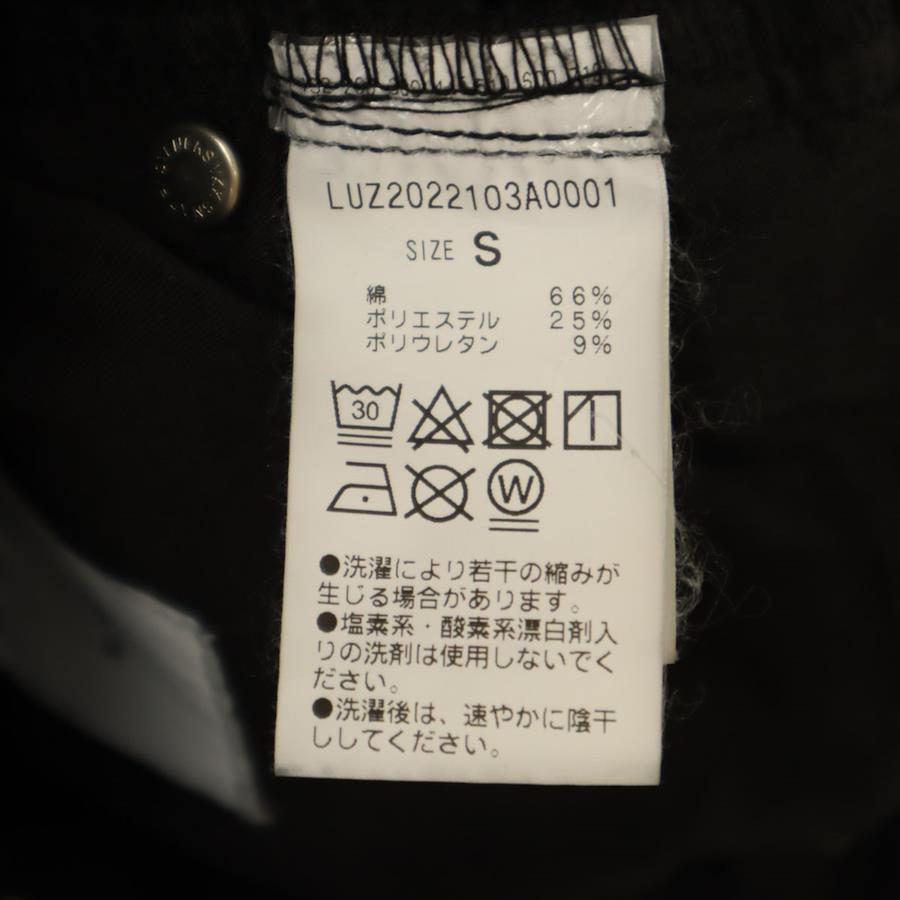 LUZ2022103A0001
SIZE S
綿 66%
ポリエステル 25%
ポリウレタン 9%
30
W
●洗濯により若干の縮みが
生じる場合があります。
●塩素系・酸素系漂白剤入
りの洗剤は使用しないでく
ださい。
●洗濯後は、速やかに陰干
ししてください。